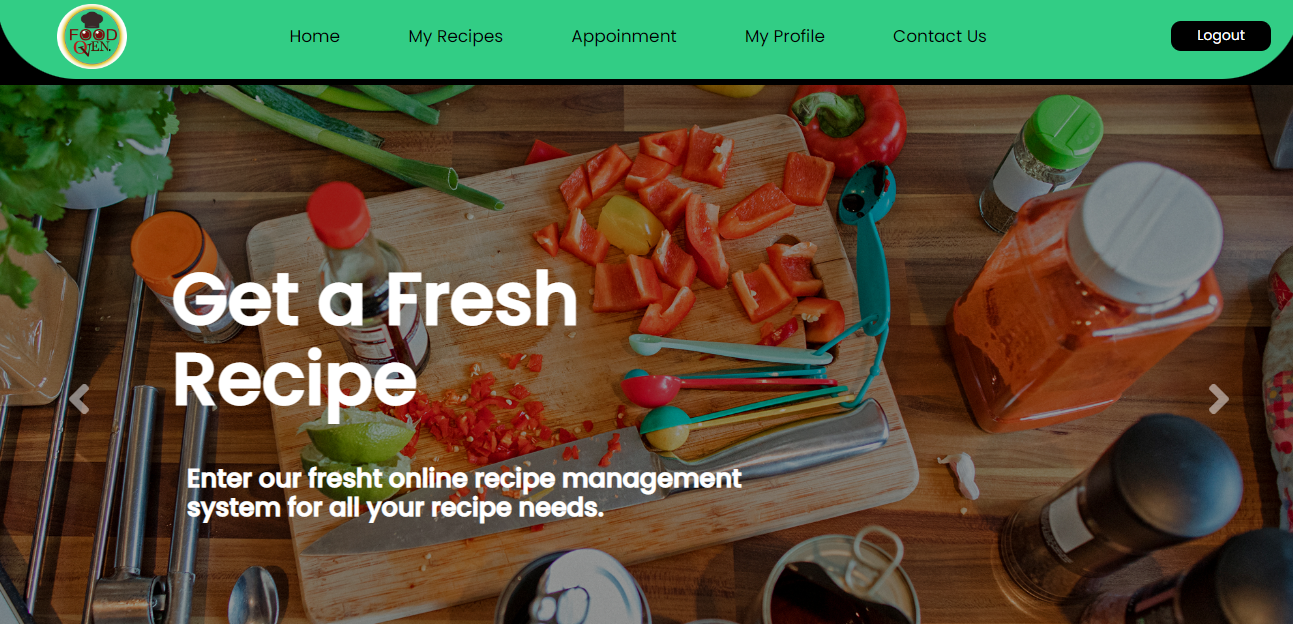 FOOD
QVEN.
Home My Recipes Appoinment My Profile Contact Us Logout
Get a Fresh
Recipe
Enter our fresht online recipe management
system for all your recipe needs.